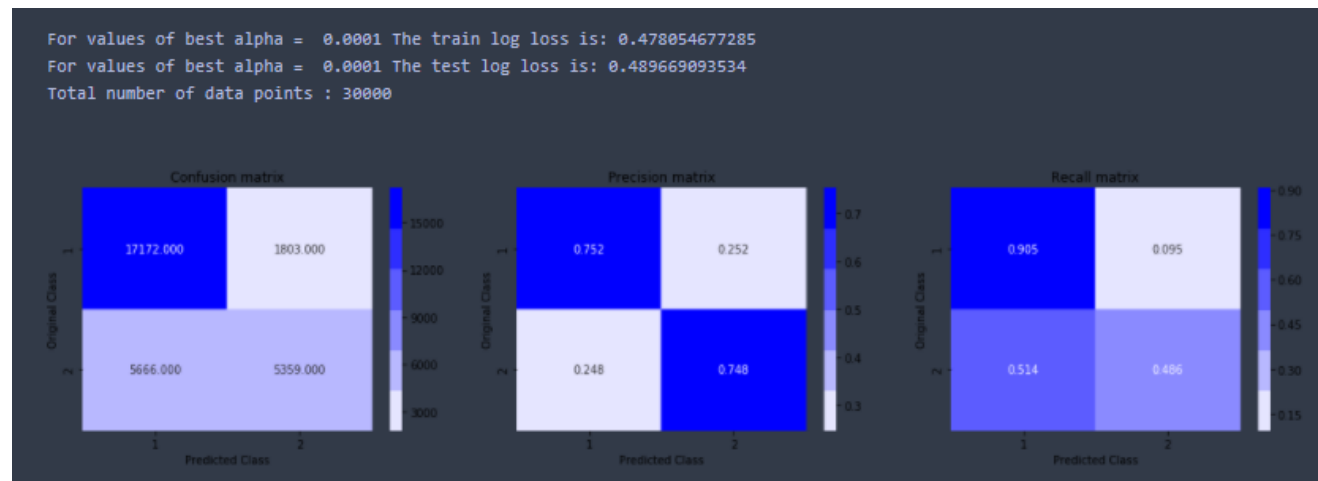 For values of best alpha =  0.0001 The train log loss is: 0.478054677285
For values of best alpha =  0.0001 The test log loss is: 0.489669093534
Total number of data points : 30000
Confusion matrix
Original Class
1
2
17172.000 1803.000
5666.000 5359.000
1 2
Predicted Class
15000
12000
9000
6000
3000
Precision matrix
Original Class
1
2
0.752 0.252
0.248 0.748
1 2
Predicted Class
0.7
0.6
0.5
0.4
0.3
Recall matrix
Original Class
1
2
0.905 0.095
0.514 0.486
1 2
Predicted Class
0.90
0.75
0.60
0.45
0.30
0.15